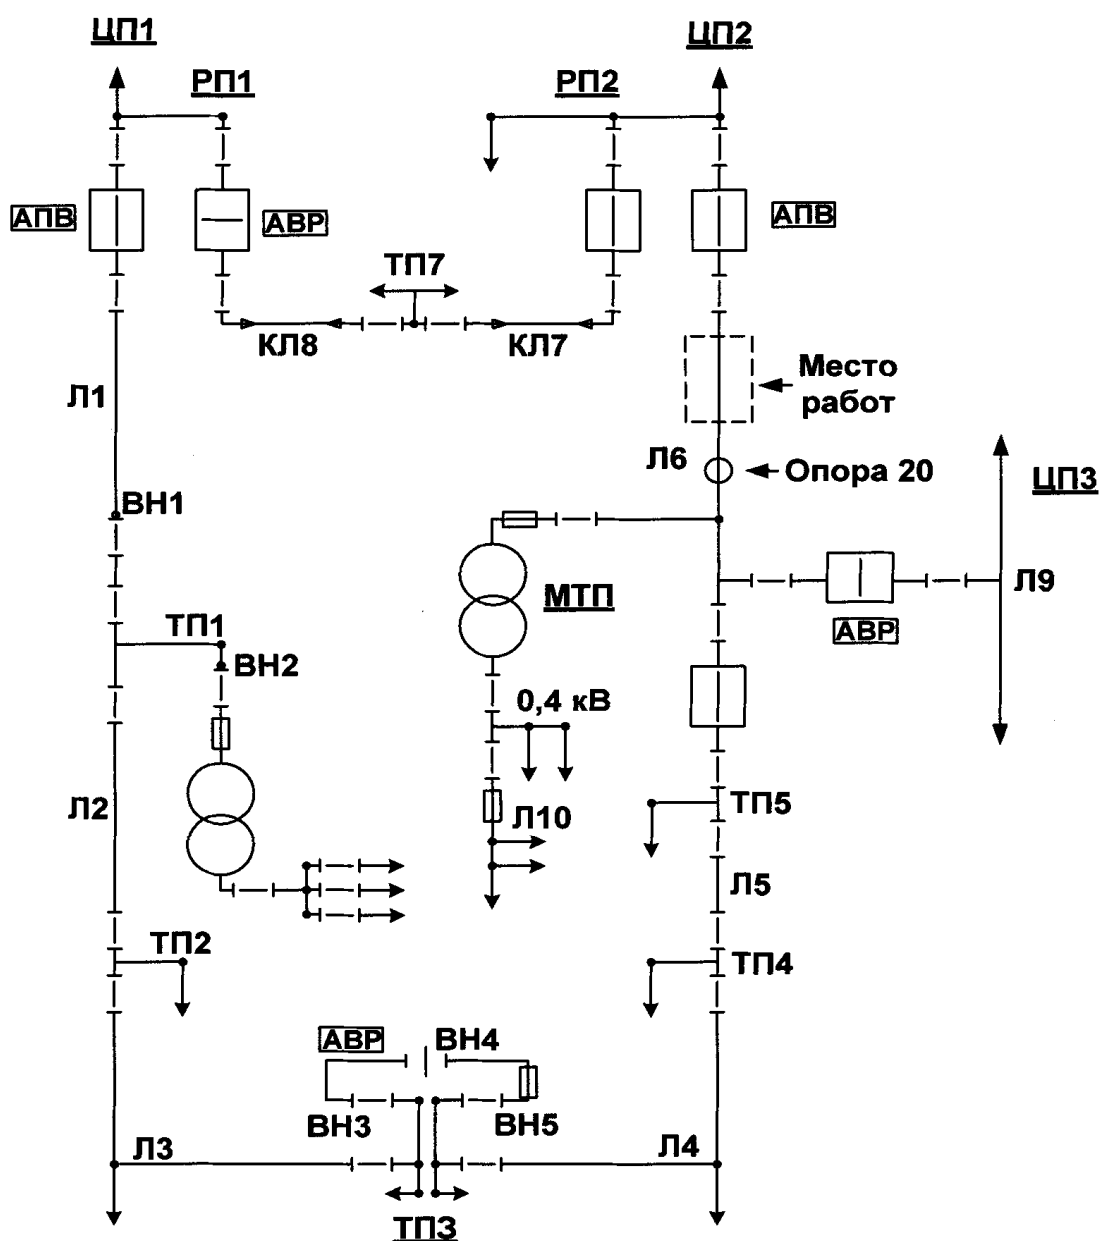 ЦП1
ЦП2
РП1
РП2
АПВ
АВР
АПВ
ТП7
КЛ8
КЛ7
Место
работ
Л1
Л6
Опора 20
ЦП3
ВН1
МТП
Л9
ТП1
АВР
ВН2
0,4 кВ
Л2
Л10
ТП5
Л5
ТП2
ТП4
АВР
ВН4
ВН3
ВН5
Л3
Л4
ТП3